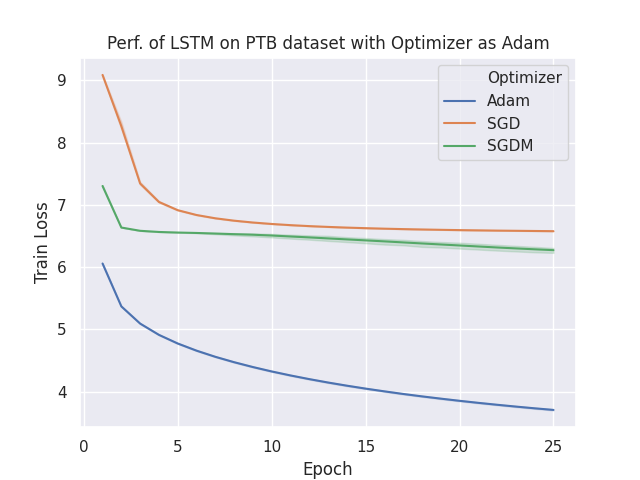 Perf. of LSTM on PTB dataset with Optimizer as Adam
Optimizer
Adam
SGD
SGDM
Train Loss
9
8
7
6
5
4
0 5 10 15 20 25
Epoch